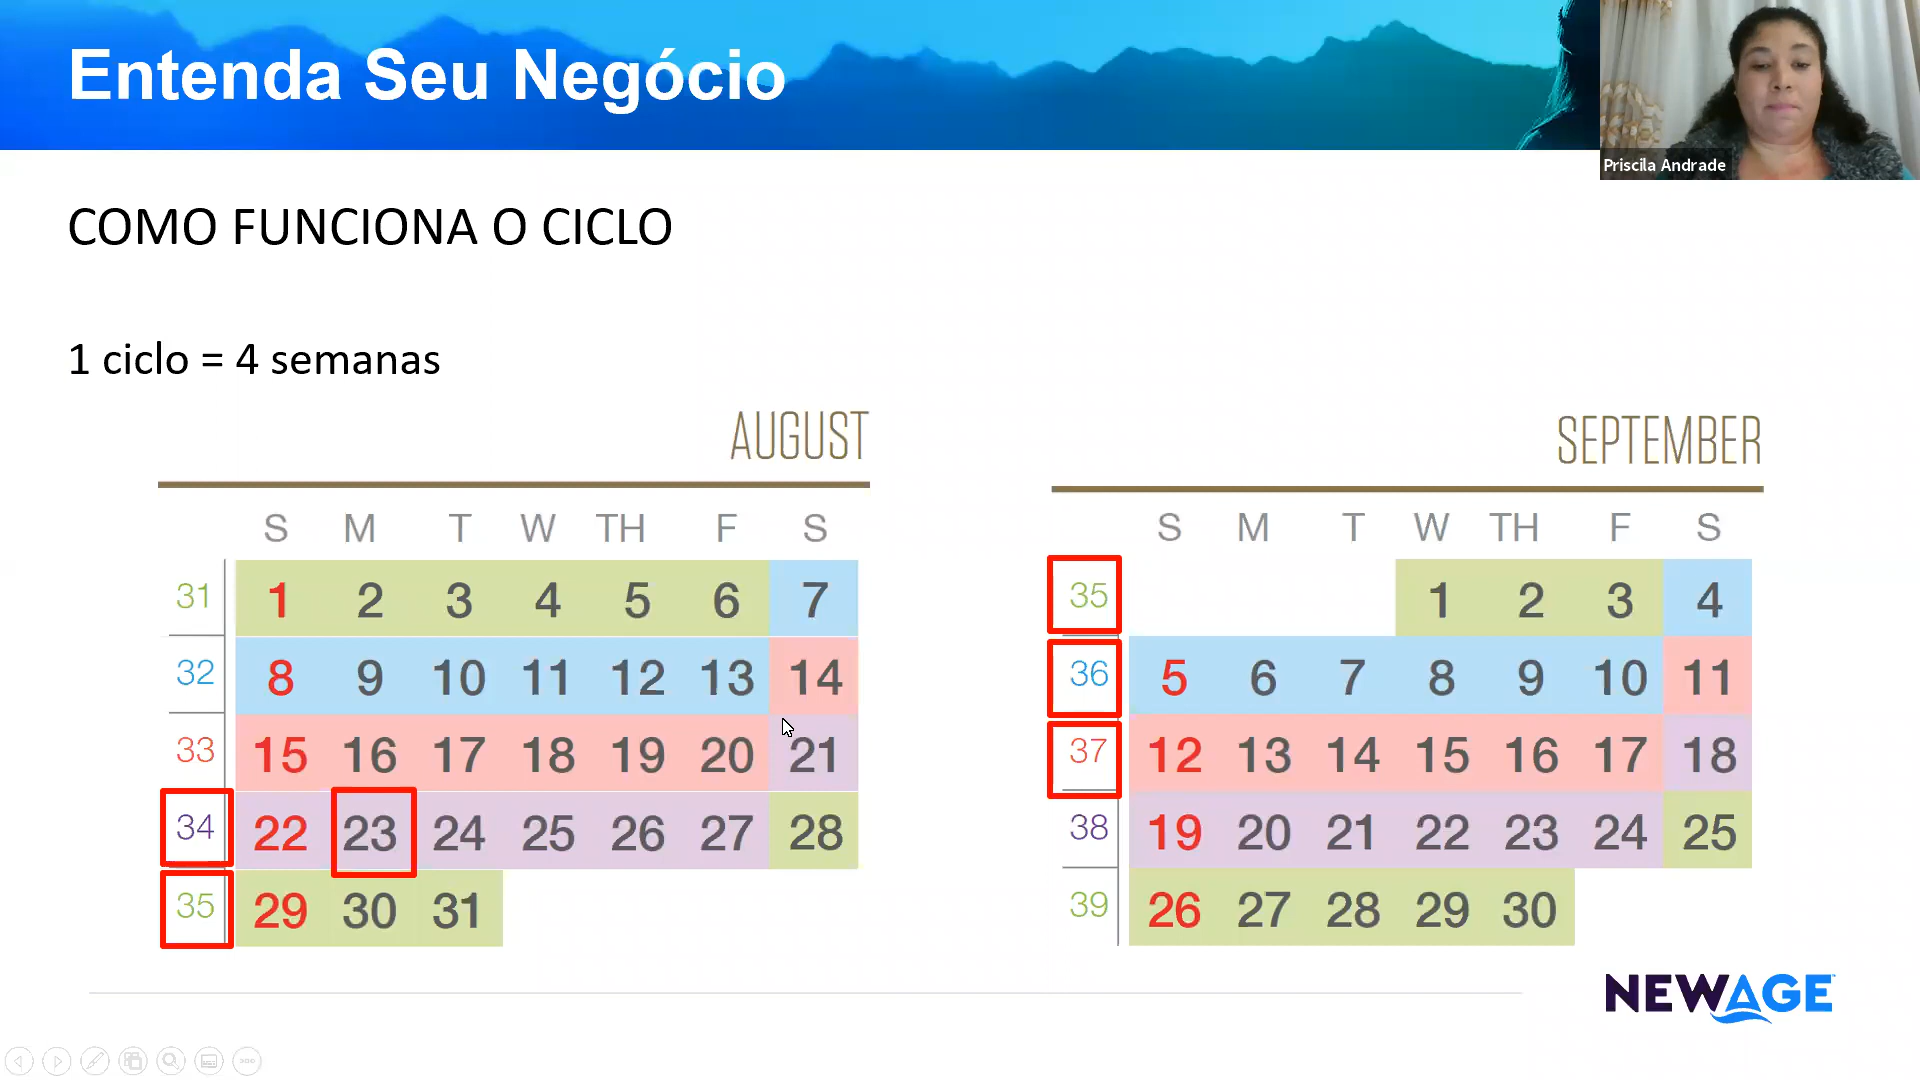 Entenda Seu Negócio
Priscila Andrade
COMO FUNCIONA O CICLO
1 ciclo = 4 semanas
AUGUST
S M T W TH F S
31 1 2 3 4 5 6 7
32 8 9 10 11 12 13 14
33 15 16 17 18 19 20 21
34 22 23 24 25 26 27 28
35 29 30 31
SEPTEMBER
S M T W TH F S
35 1 2 3 4
36 5 6 7 8 9 10 11
37 12 13 14 15 16 17 18
38 19 20 21 22 23 24 25
39 26 27 28 29 30
NEWAGE